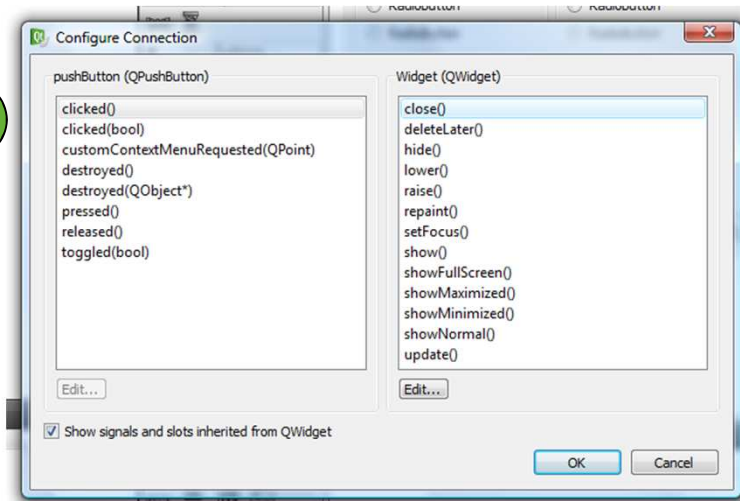 Radiobutton
Radiobutton
Configure Connection
pushButton (QPushButton)
clicked()
clicked(bool)
customContextMenuRequested(QPoint)
destroyed()
destroyed(QObject*)
pressed()
released()
toggled(bool)
Edit...
Widget (QWidget)
close()
deleteLater()
hide()
lower()
raise()
repaint()
setFocus()
show()
showFullScreen()
showMaximized()
showMinimized()
showNormal()
update()
Edit...
Show signals and slots inherited from QWidget
OK
Cancel